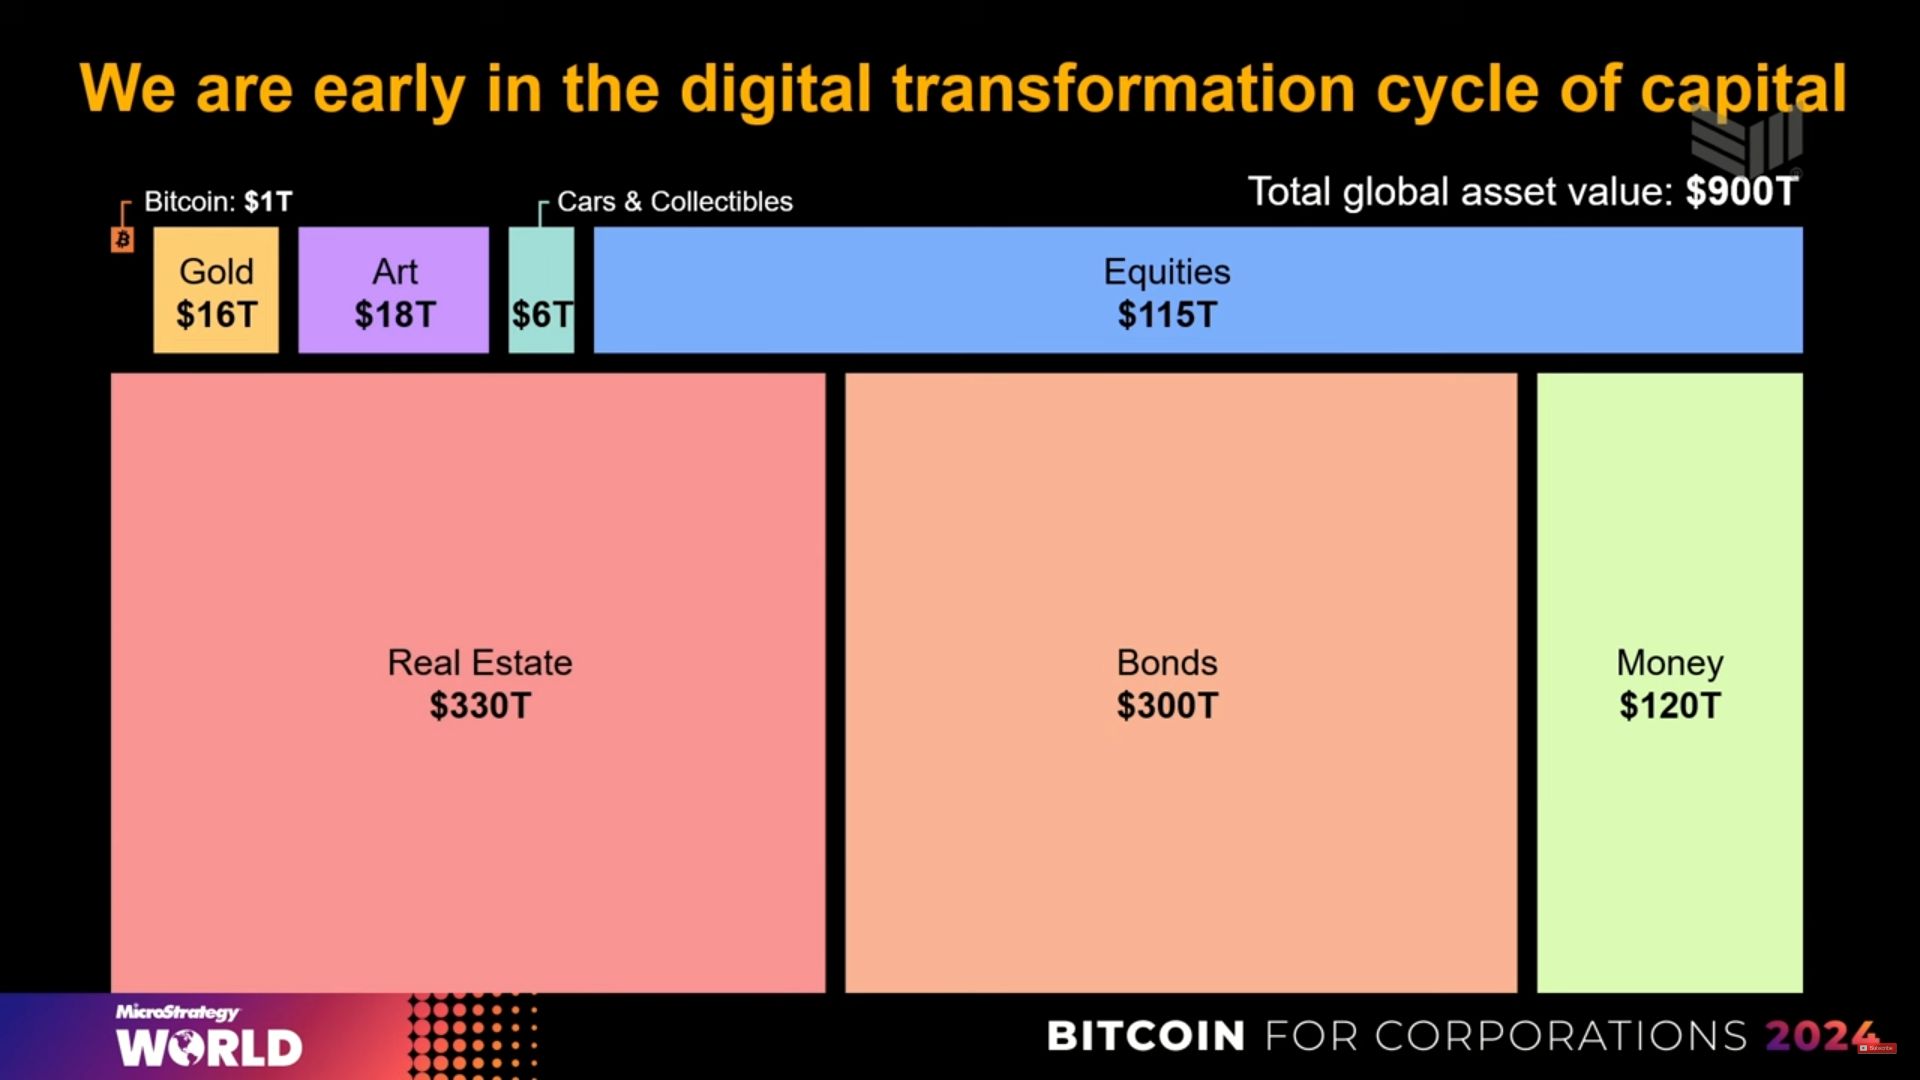 We are early in the digital transformation cycle of capital
Bitcoin: $1T
Cars & Collectibles
Total global asset value: $900T
Gold
$16T
Art
$18T
$6T
Equities
$115T
Real Estate
$330T
Bonds
$300T
Money
$120T
MicroStrategy
WORLD
BITCOIN FOR CORPORATIONS 2024
Subscribe